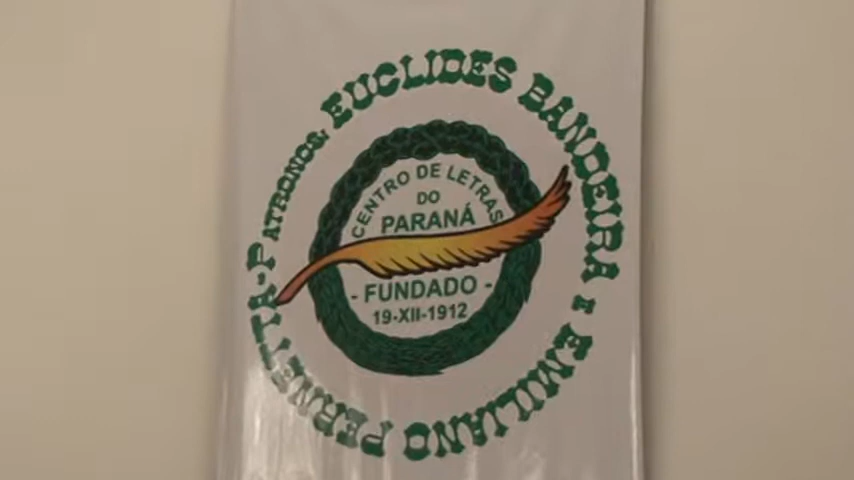 Patronos, EUCLIDES BANDEIRA E EMILIANO PERNETTA-
CENTRO DE LETRAS
DO
PARANÁ
- FUNDADO -
19-XII-1912